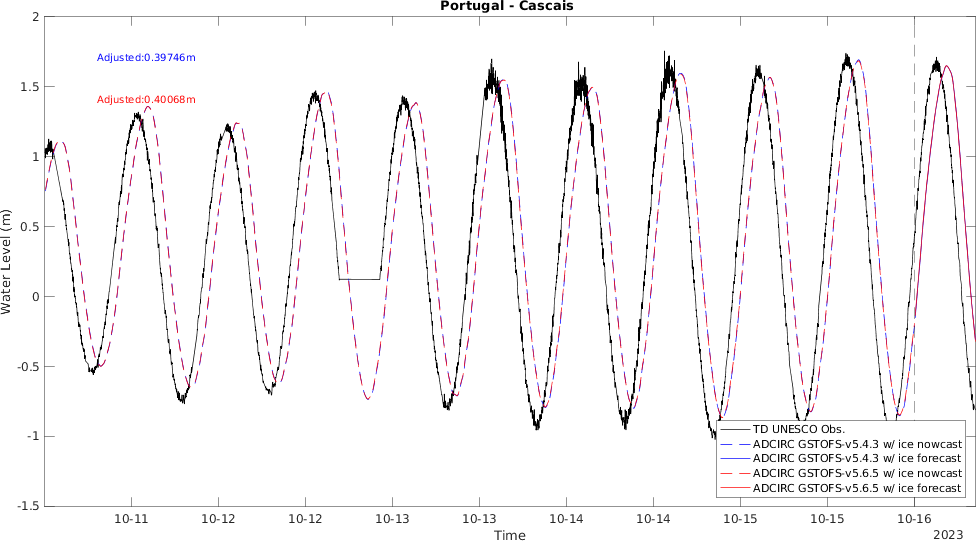 Portugal - Cascais
Adjusted:0.39746m
Adjusted:0.40068m
Water Level (m)
2
1.5
1
0.5
0
-0.5
-1
-1.5
TD UNESCO Obs.
ADCIRC GSTOFS-v5.4.3 w/ ice nowcast
ADCIRC GSTOFS-v5.4.3 w/ ice forecast
ADCIRC GSTOFS-v5.6.5 w/ ice nowcast
ADCIRC GSTOFS-v5.6.5 w/ ice forecast
10-11 10-12 10-12 10-13 10-13 10-14 10-14 10-15 10-15 10-16
Time
2023